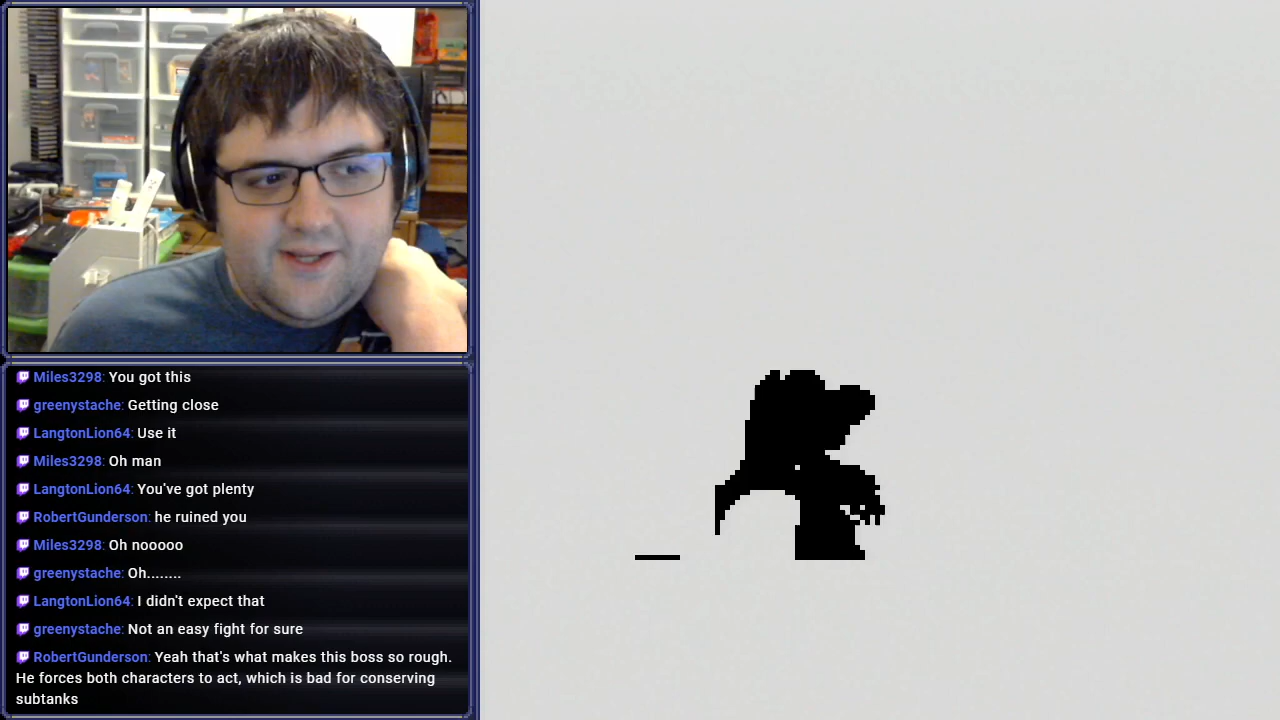 Miles3298: You got this
greenystache: Getting close
LangtonLion64: Use it
Miles3298: Oh man
LangtonLion64: You've got plenty
RobertGunderson: he ruined you
Miles3298: Oh nooooo
greenystache: Oh........
LangtonLion64: I didn't expect that
greenystache: Not an easy fight for sure
RobertGunderson: Yeah that's what makes this boss so rough.
He forces both characters to act, which is bad for conserving
subtanks